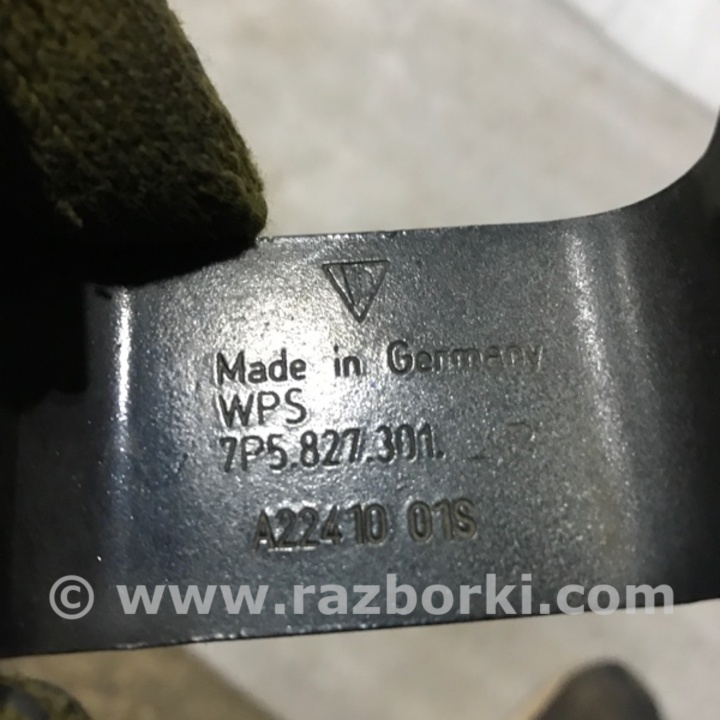 Made in Germany
WPS
7P5.827.301.
A22410 01S
© www.razborki.com